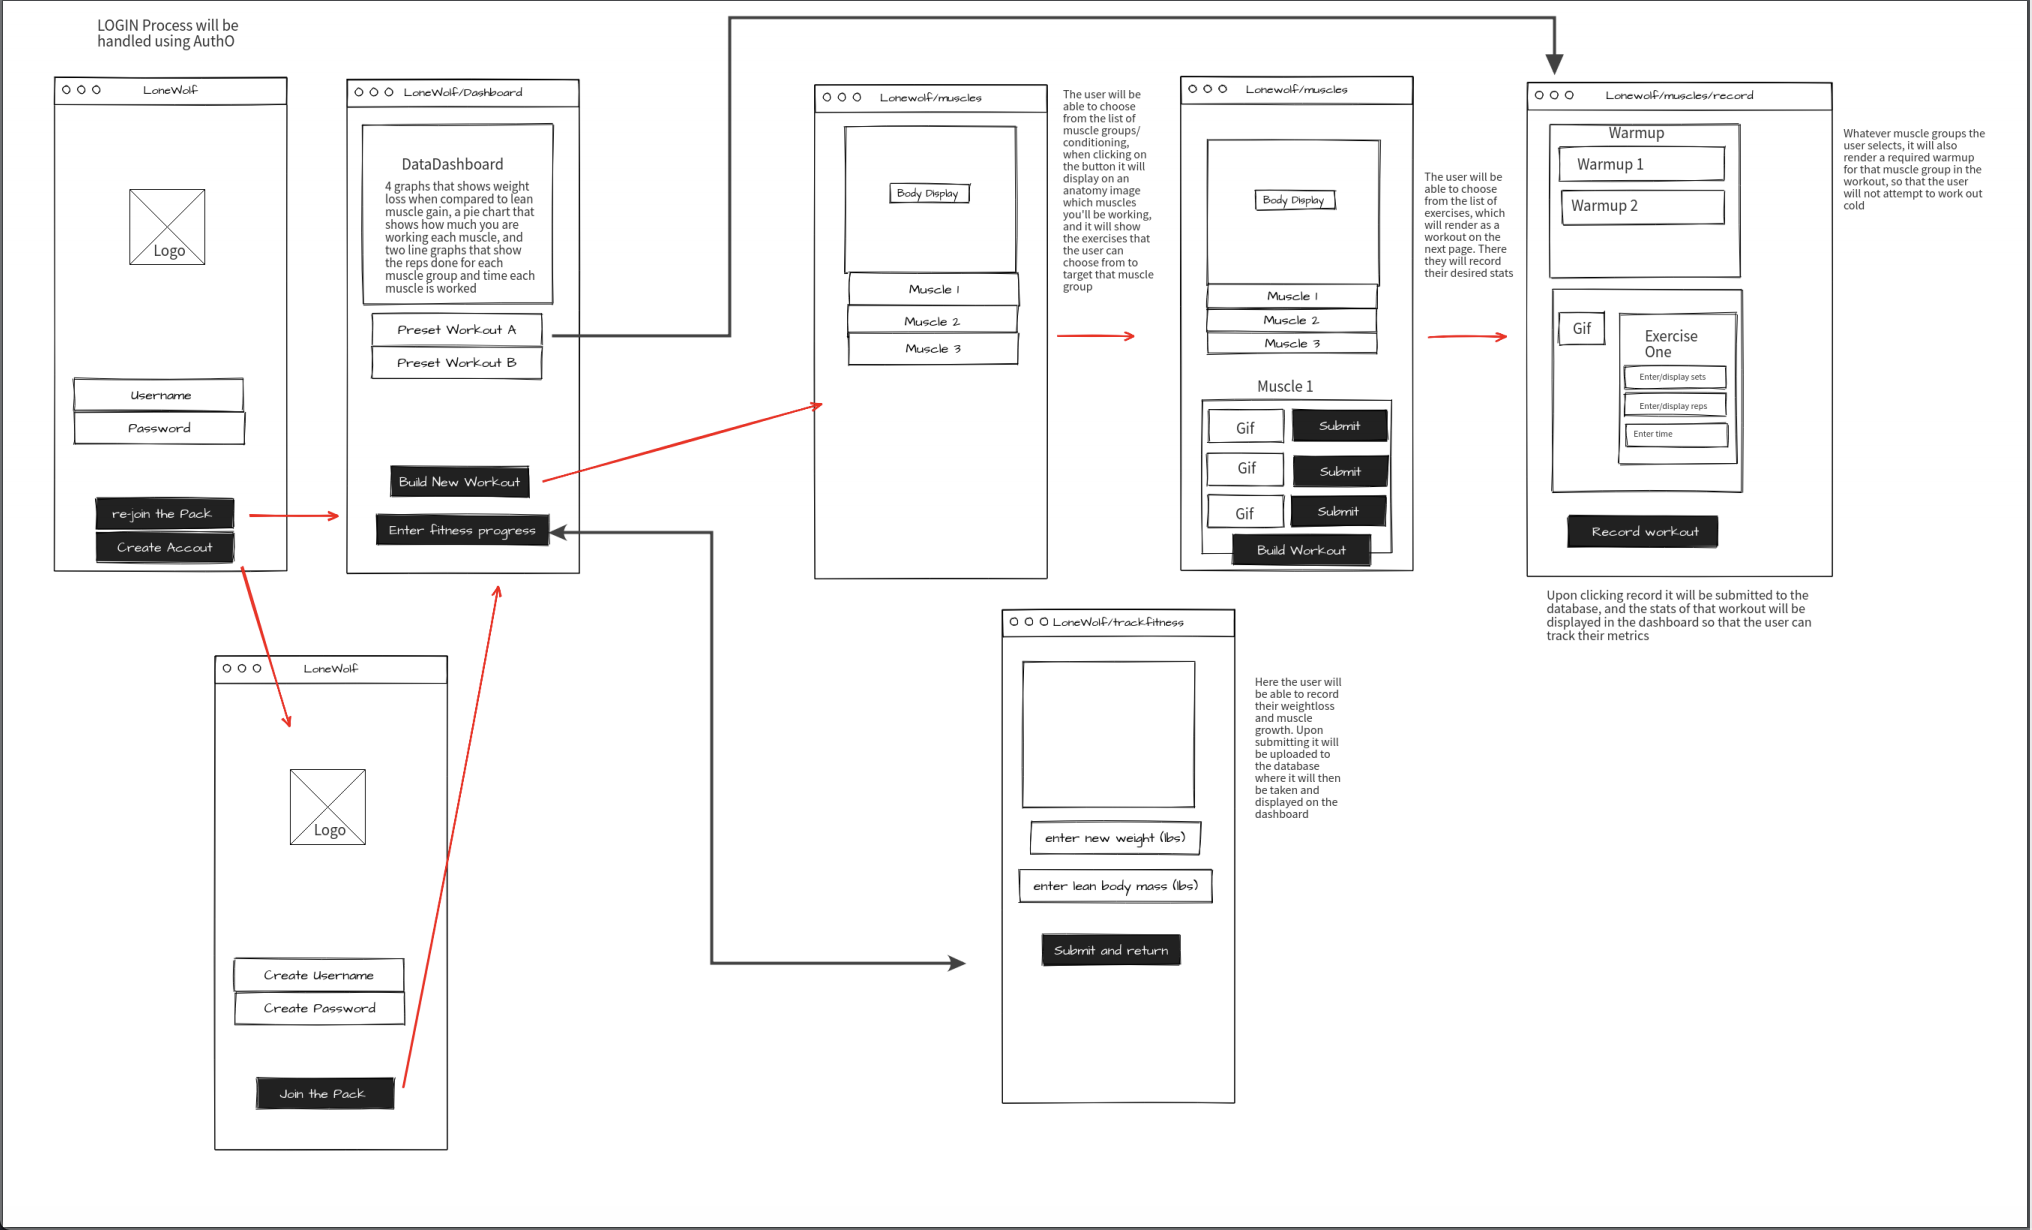 LOGIN Process will be
handled using AuthO
LoneWolf
Logo
Username
Password
re-join the Pack
Create Accout
LoneWolf/Dashboard
DataDashboard
4 graphs that shows weight
loss when compared to lean
muscle gain, a pie chart that
shows how much you are
working each muscle, and
two line graphs that show
the reps done for each
muscle group and time each
muscle is worked
Preset Workout A
Preset Workout B
Build New Workout
Enter fitness progress
Lonewolf/muscles
Body Display
Muscle 1
Muscle 2
Muscle 3
The user will be
able to choose
from the list of
muscle groups/
conditioning,
when clicking on
the button it will
display on an
anatomy image
which muscles
you'll be working,
and it will show
the exercises that
the user can
choose from to
target that muscle
group
Lonewolf/muscles
Body Display
Muscle 1
Muscle 2
Muscle 3
Muscle 1
Gif
Submit
Gif
Submit
Gif
Submit
Build Workout
The user will be
able to choose
from the list of
exercises, which
will render as a
workout on the
next page. There
they will record
their desired stats
Lonewolf/muscles/record
Warmup
Warmup 1
Warmup 2
Gif
Exercise
One
Enter/display sets
Enter/display reps
Enter time
Record workout
Whatever muscle groups the
user selects, it will also
render a required warmup
for that muscle group in the
workout, so that the user
will not attempt to work out
cold
Upon clicking record it will be submitted to the
database, and the stats of that workout will be
displayed in the dashboard so that the user can
track their metrics
LoneWolf
Logo
Create Username
Create Password
Join the Pack
LoneWolf/trackfitness
enter new weight (lbs)
enter lean body mass (lbs)
Submit and return
Here the user will
be able to record
their weightloss
and muscle
growth. Upon
submitting it will
be uploaded to
the database
where it will then
be taken and
displayed on the
dashboard